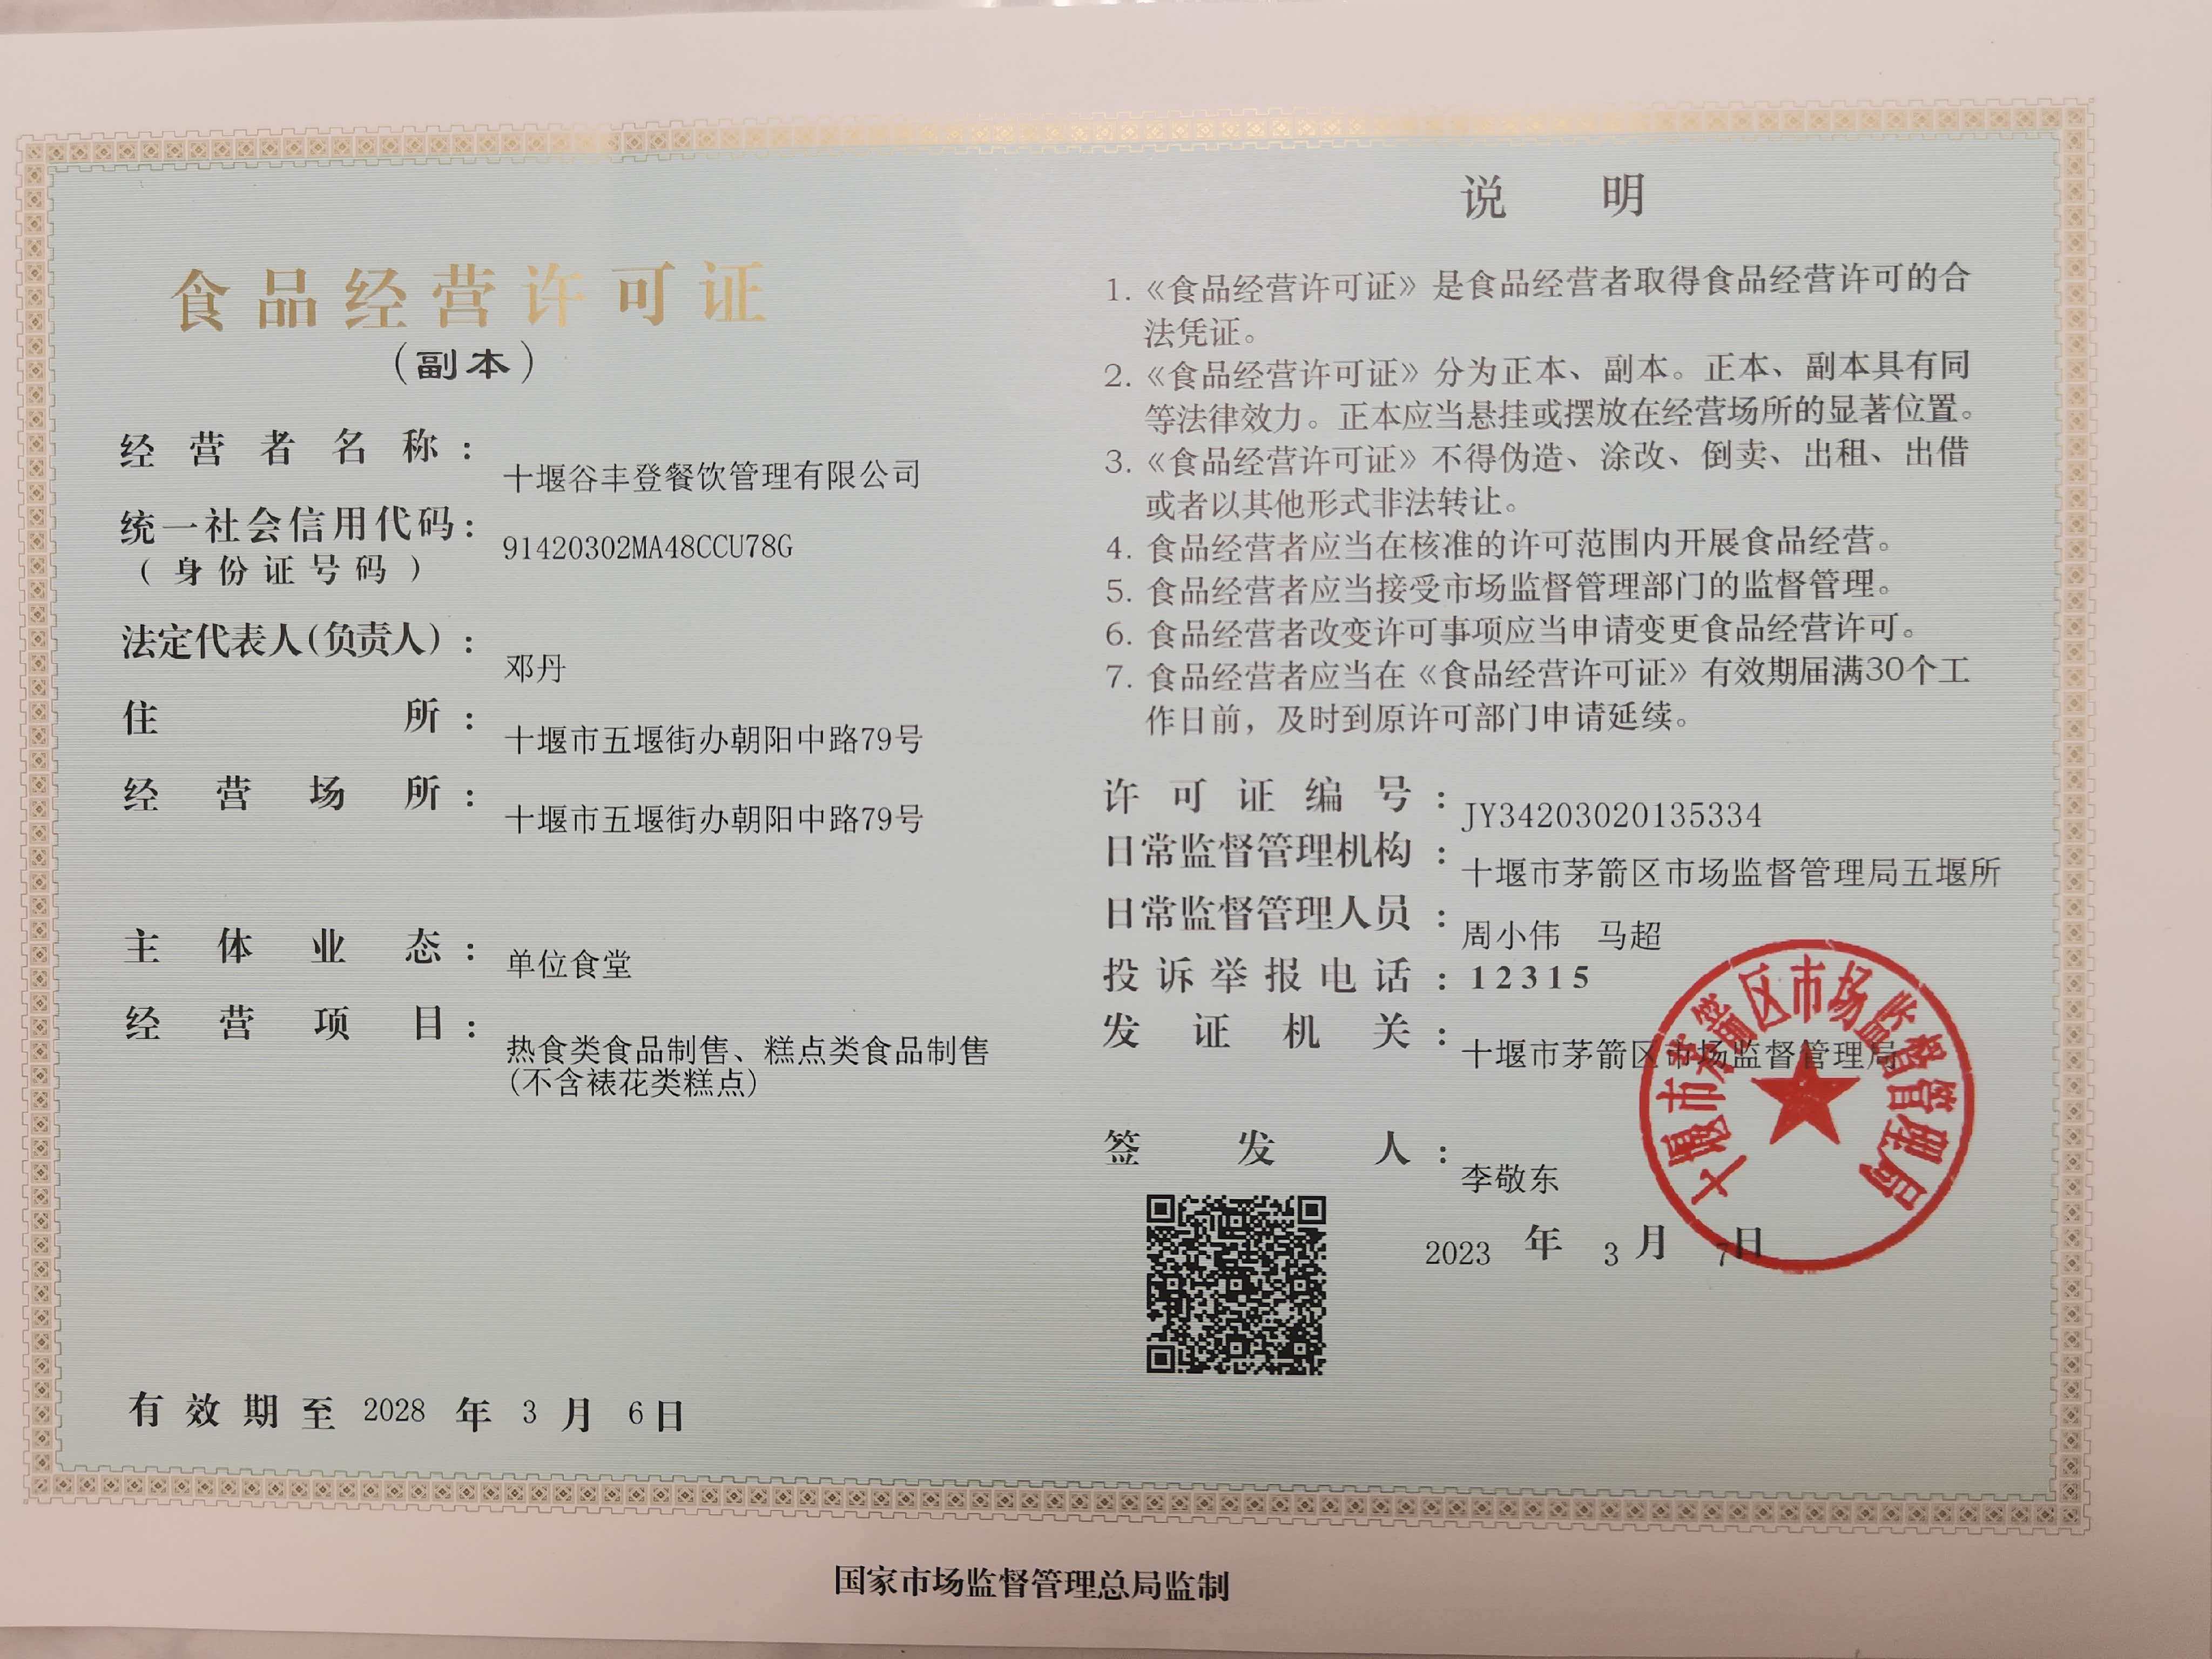 食品经营许可证
（副本）
经营者名称：十堰谷丰登餐饮管理有限公司
统一社会信用代码：91420302MA48CCU78G
（身份证号码）
法定代表人(负责人)：邓丹
住所：十堰市五堰街办朝阳中路79号
经营场所：十堰市五堰街办朝阳中路79号
主体业态：单位食堂
经营项目：热食类食品制售、糕点类食品制售
(不含裱花类糕点)
有效期至 2028 年 3 月 6 日
说明
1.《食品经营许可证》是食品经营者取得食品经营许可的合
法凭证。
2.《食品经营许可证》分为正本、副本。正本、副本具有同
等法律效力。正本应当悬挂或摆放在经营场所的显著位置。
3.《食品经营许可证》不得伪造、涂改、倒卖、出租、出借
或者以其他形式非法转让。
4. 食品经营者应当在核准的许可范围内开展食品经营。
5. 食品经营者应当接受市场监督管理部门的监督管理。
6. 食品经营者改变许可事项应当申请变更食品经营许可。
7. 食品经营者应当在《食品经营许可证》有效期届满30个工
作日前，及时到原许可部门申请延续。
许可证编号：JY34203020135334
日常监督管理机构：十堰市茅箭区市场监督管理局五堰所
日常监督管理人员：周小伟 马超
投诉举报电话：12315
发证机关：十堰市茅箭区市场监督管理局
签发人：李敬东
2023 年 3 月 7日
十堰市茅箭区市场监督管理局
国家市场监督管理总局监制